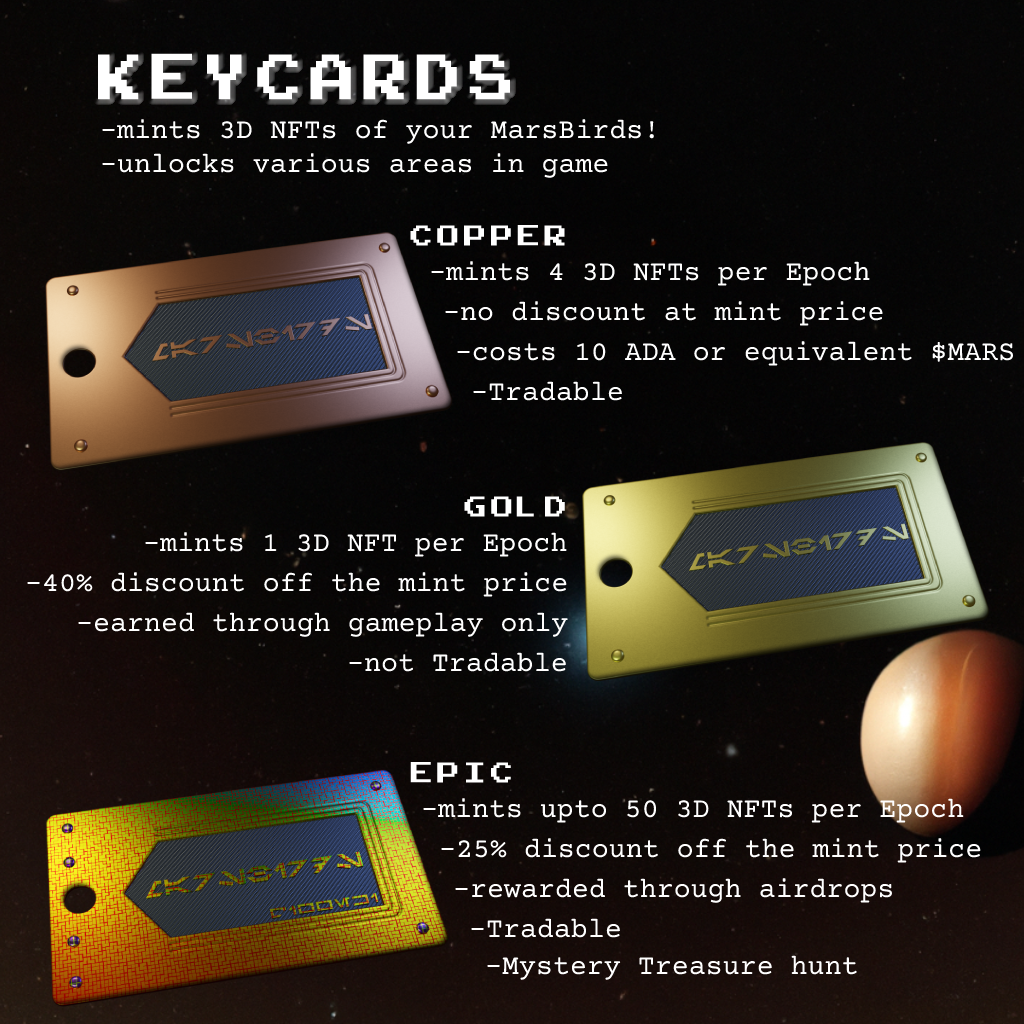 KEYCARDS
-mints 3D NFTs of your MarsBirds!
-unlocks various areas in game
COPPER
-mints 4 3D NFTs per Epoch
-no discount at mint price
-costs 10 ADA or equivalent $MARS
-Tradable
GOLD
-mints 1 3D NFT per Epoch
-40% discount off the mint price
-earned through gameplay only
-not Tradable
EPIC
-mints upto 50 3D NFTs per Epoch
-25% discount off the mint price
-rewarded through airdrops
-Tradable
-Mystery Treasure hunt